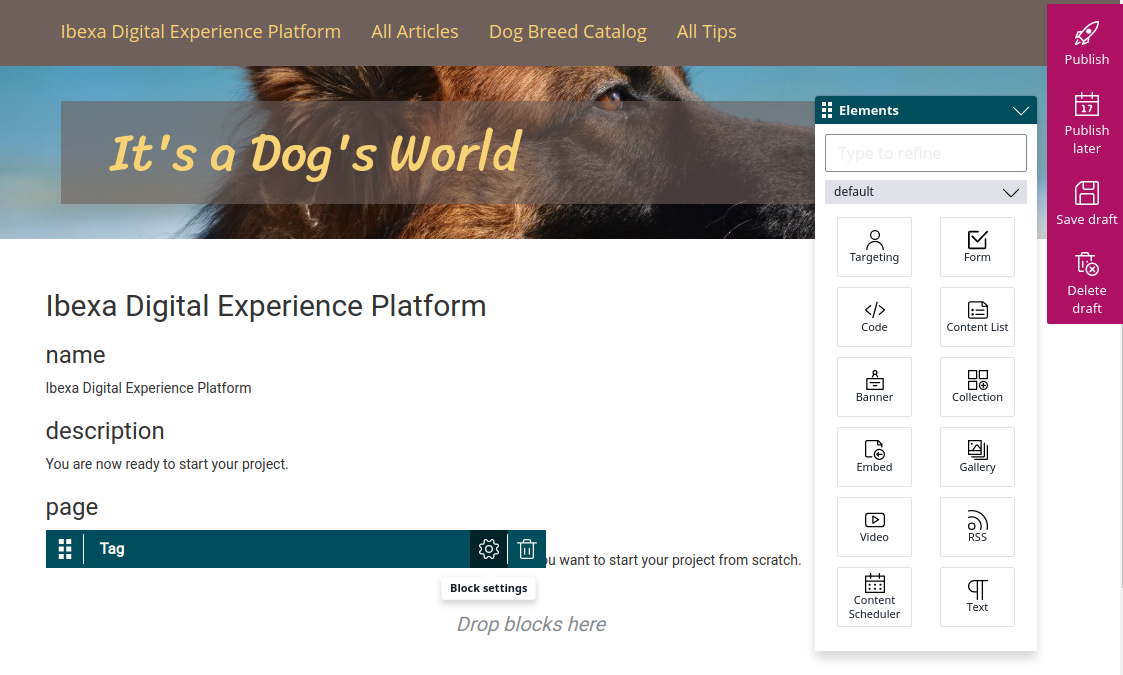 Ibexa Digital Experience Platform All Articles Dog Breed Catalog All Tips
It's a Dog's World
Ibexa Digital Experience Platform
name
Ibexa Digital Experience Platform
description
You are now ready to start your project.
page
Tag
want to start your project from scratch.
Block settings
Drop blocks here
Elements
Type to refine
default
Targeting
Form
Code
Content List
Banner
Collection
Embed
Gallery
Video
RSS
Content
Scheduler
Text
Publish
17
Publish
later
Save draft
Delete
draft